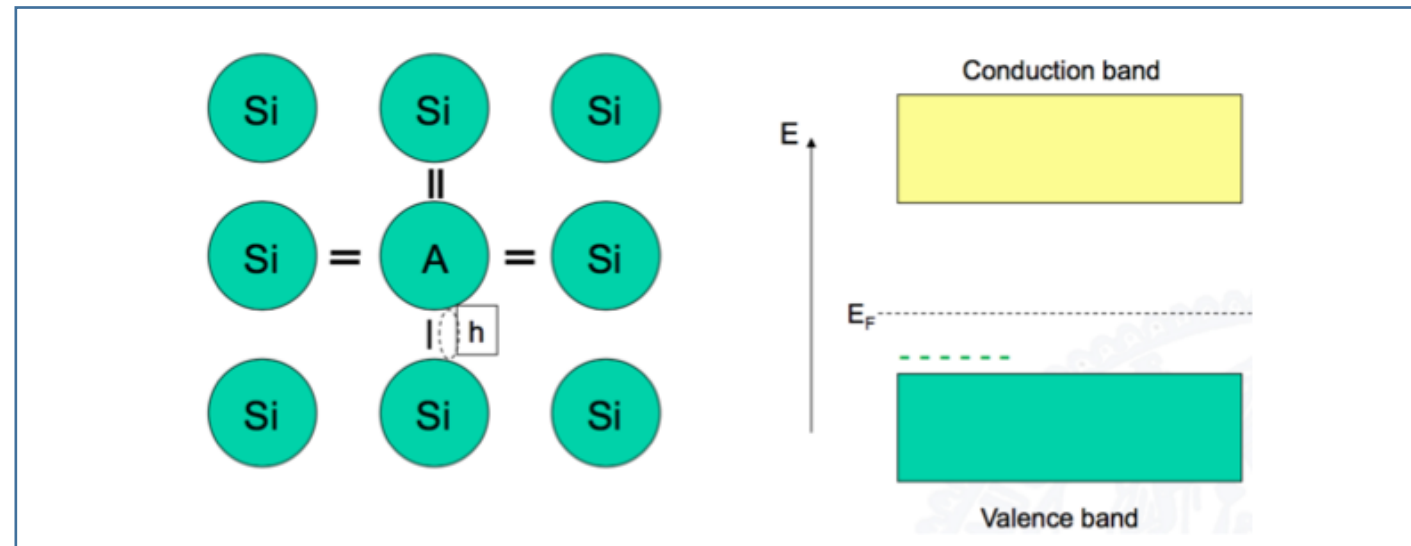 Si Si Si
Si = A = Si
h
Si Si Si
Conduction band
E
E_F
Valence band